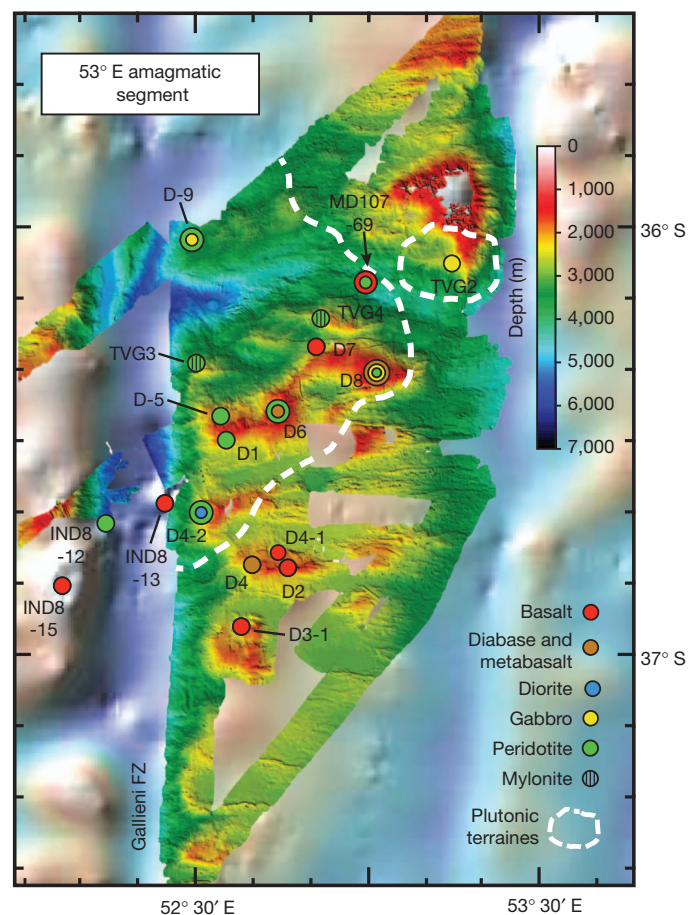 53° E amagmatic
segment
D-9
MD107
-69
TVG2
TVG4
TVG3
D7
D8
D-5
D6
D1
IND8
-12
IND8
-13
D4-2
D4-1
D4
D2
IND8
-15
D3-1
Gallieni FZ
0
1,000
2,000
3,000
4,000
5,000
6,000
7,000
Depth (m)
36° S
37° S
Basalt
Diabase and
metabasalt
Diorite
Gabbro
Peridotite
Mylonite
Plutonic
terraines
52° 30′ E
53° 30′ E